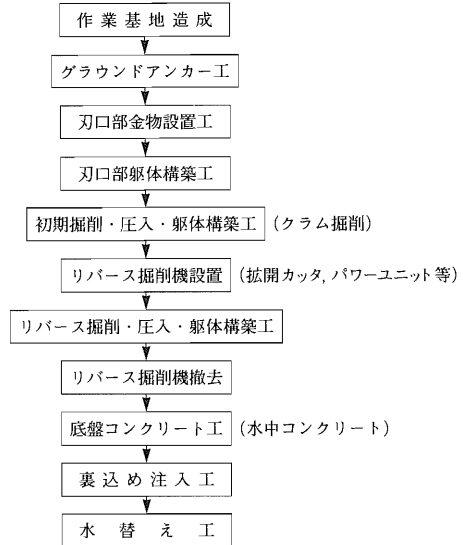 作業基地造成
グラウンドアンカー工
刃口部金物設置工
刃口部躯体構築工
初期掘削・圧入・躯体構築工 (クラム掘削)
リバース掘削機設置 (拡開カッタ, パワーユニット等)
リバース掘削・圧入・躯体構築工
リバース掘削機撤去
底盤コンクリート工 (水中コンクリート)
裏込め注入工
水替え工